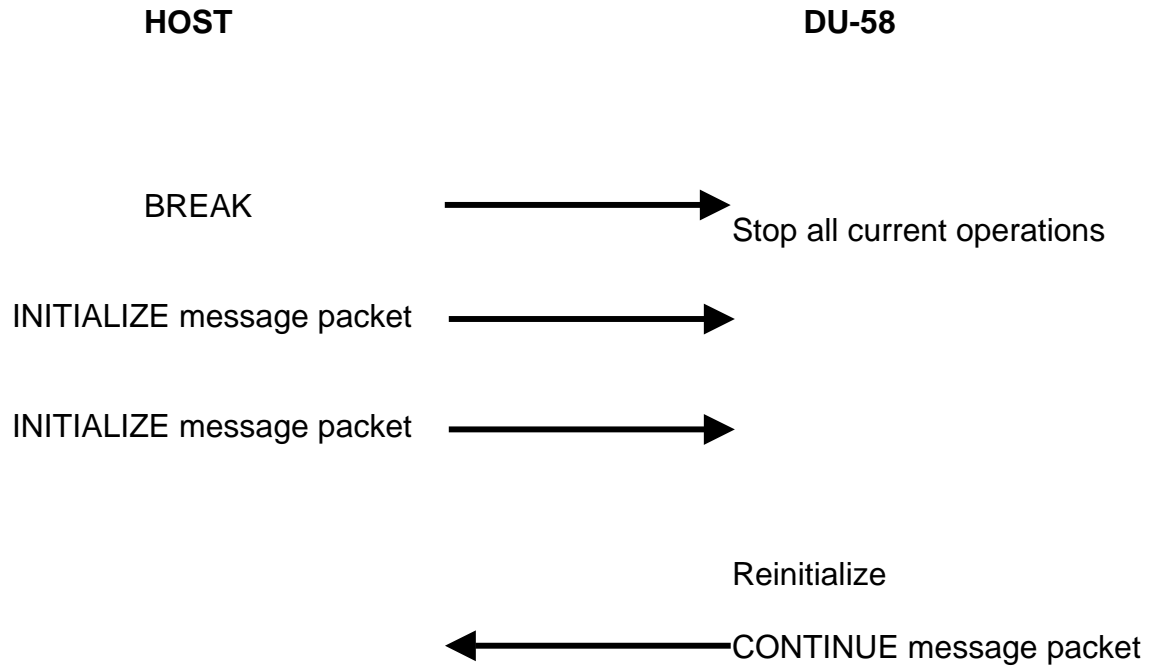 HOST DU-58
BREAK
Stop all current operations
INITIALIZE message packet
INITIALIZE message packet
Reinitialize
CONTINUE message packet